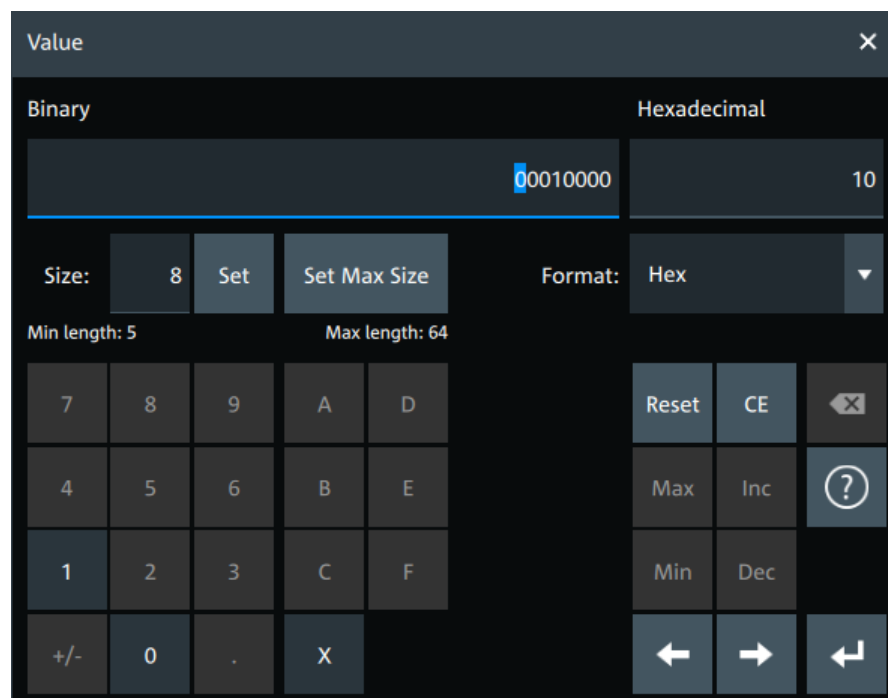 Value ×
Binary Hexadecimal
00010000 10
Size: 8 Set Set Max Size Format: Hex
Min length: 5 Max length: 64
7 8 9 A D Reset CE
4 5 6 B E Max Inc ?
1 2 3 C F Min Dec
+/- 0 . X